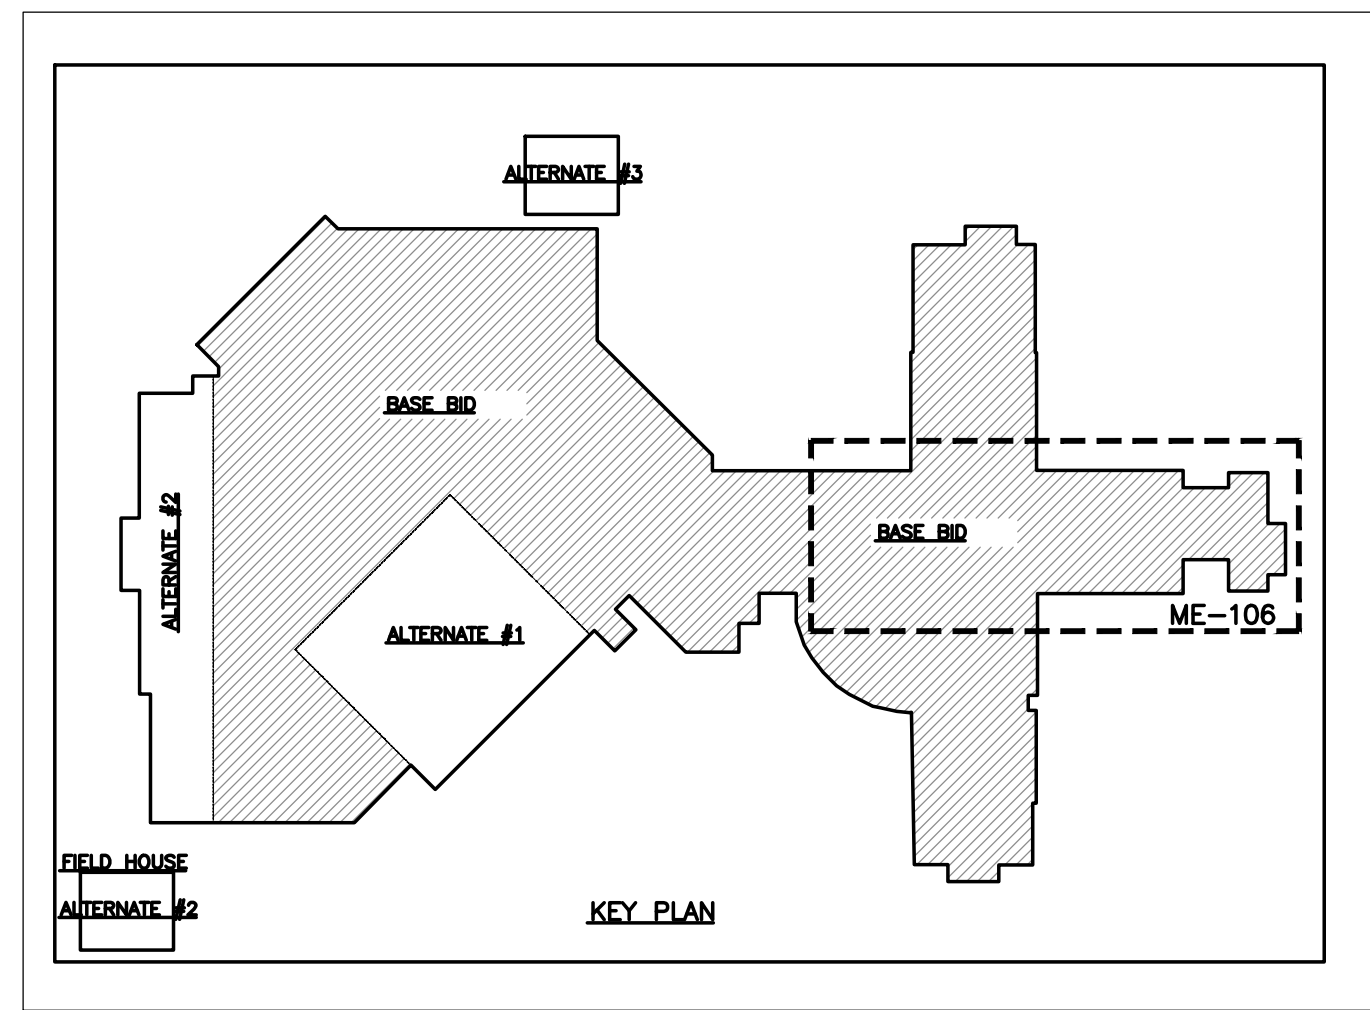 ALTERNATE #3
BASE BID
ALTERNATE #2
BASE BID
ME-106
ALTERNATE #1
FIELD HOUSE
ALTERNATE #2
KEY PLAN